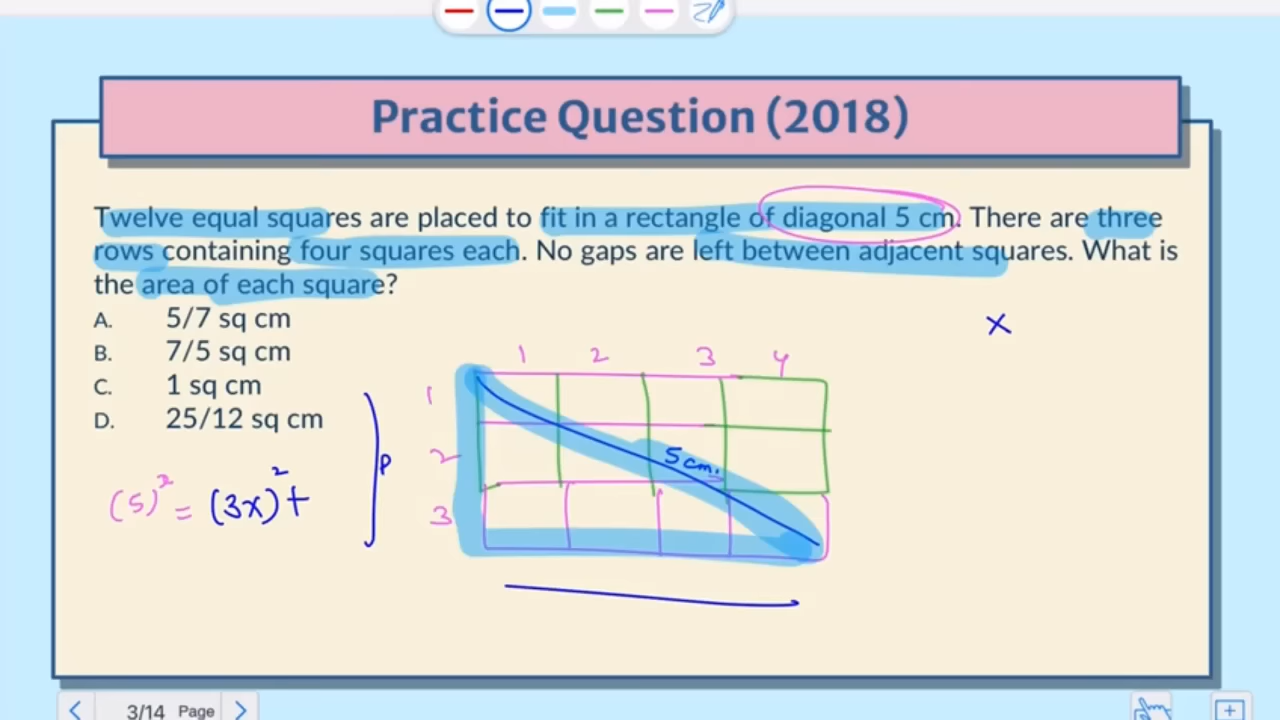 Practice Question (2018)
Twelve equal squares are placed to fit in a rectangle of diagonal 5 cm. There are three
rows containing four squares each. No gaps are left between adjacent squares. What is
the area of each square?
A. 5/7 sq cm
B. 7/5 sq cm
C. 1 sq cm
D. 25/12 sq cm
x
1 2 3 4
1
2
3
5cm.
P
(5)² = (3x)² +
3/14 Page